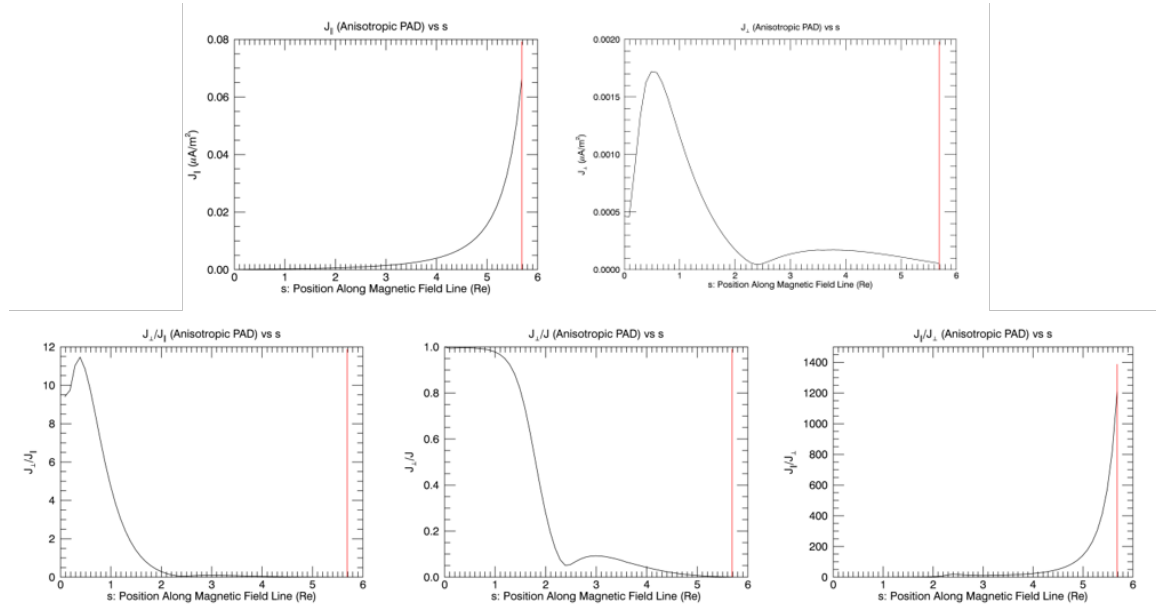 J∥ (Anisotropic PAD) vs s
0.08
0.06
0.04
0.02
0.00
J∥ (μA/m²)
0 1 2 3 4 5 6
s: Position Along Magnetic Field Line (Re)
J⊥ (Anisotropic PAD) vs s
0.0020
0.0015
0.0010
0.0005
0.0000
J⊥ (μA/m²)
0 1 2 3 4 5 6
s: Position Along Magnetic Field Line (Re)
J⊥/J∥ (Anisotropic PAD) vs s
12
10
8
6
4
2
0
J⊥/J∥
0 1 2 3 4 5 6
s: Position Along Magnetic Field Line (Re)
J⊥/J (Anisotropic PAD) vs s
1.0
0.8
0.6
0.4
0.2
0.0
J⊥/J
0 1 2 3 4 5 6
s: Position Along Magnetic Field Line (Re)
J∥/J⊥ (Anisotropic PAD) vs s
1400
1200
1000
800
600
400
200
0
J∥/J⊥
0 1 2 3 4 5 6
s: Position Along Magnetic Field Line (Re)